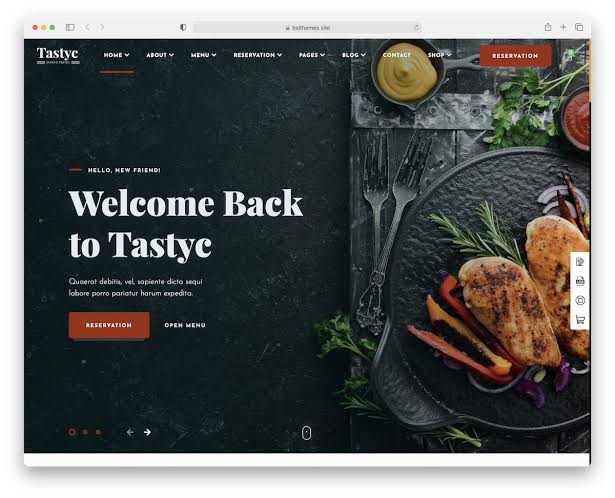 bslthemes.site
Tastyc
HOME ABOUT MENU RESERVATION PAGES BLOG CONTACT SHOP
RESERVATION
HELLO, NEW FRIEND!
Welcome Back
to Tastyc
Quaerat debitis, vel, sapiente dicta sequi
labore porro pariatur harum expedita.
RESERVATION OPEN MENU